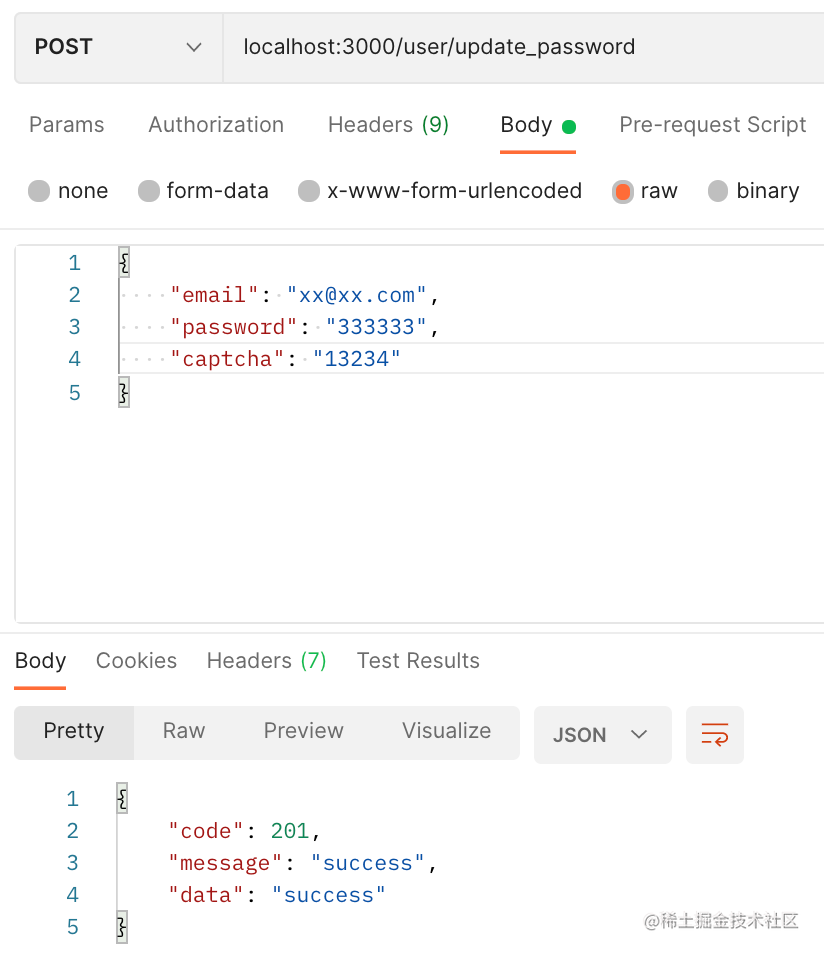 POST localhost:3000/user/update_password
Params Authorization Headers (9) Body Pre-request Script
none form-data x-www-form-urlencoded raw binary
1 {
2 "email": "xx@xx.com",
3 "password": "333333",
4 "captcha": "13234"
5 }
Body Cookies Headers (7) Test Results
Pretty Raw Preview Visualize JSON
1 {
2 "code": 201,
3 "message": "success",
4 "data": "success"
5 }
@稀土掘金技术社区